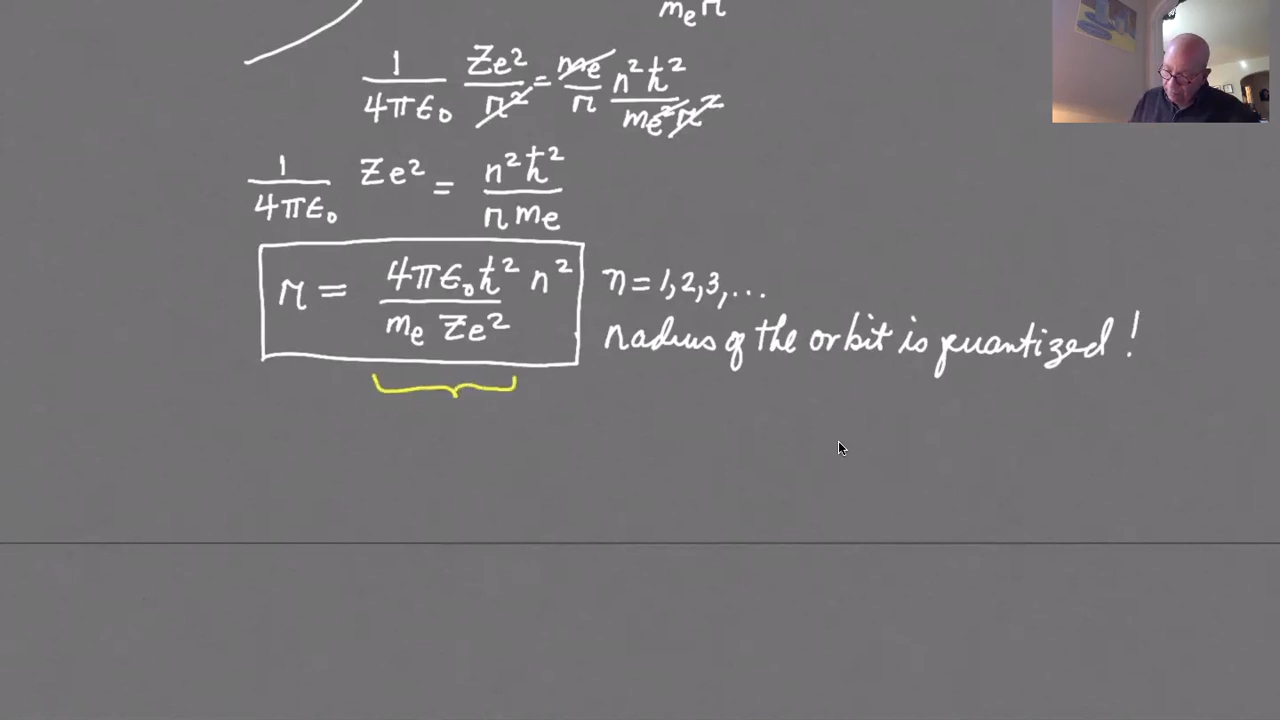 mₑr
1/4πϵ₀ Ze²/r² = mₑ/r n²ħ²/mₑ²r²
1/4πϵ₀ Ze² = n²ħ²/r mₑ
r = 4πϵ₀ħ²/mₑ Ze² n² n = 1,2,3,...
radius of the orbit is quantized!